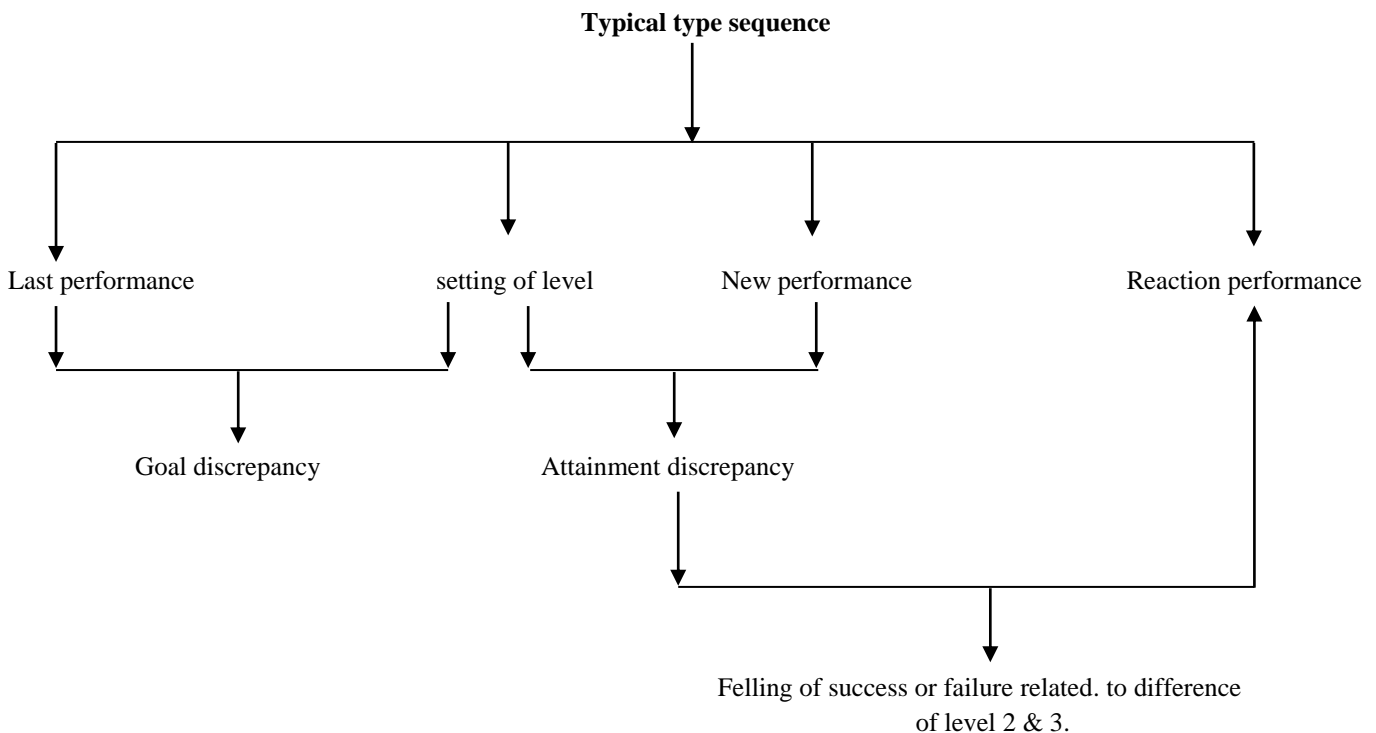 Typical type sequence
Last performance
setting of level
New performance
Reaction performance
Goal discrepancy
Attainment discrepancy
Felling of success or failure related. to difference
of level 2 & 3.